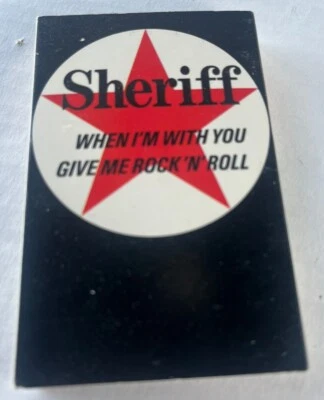 Sheriff
WHEN I'M WITH YOU
GIVE ME ROCK 'N' ROLL